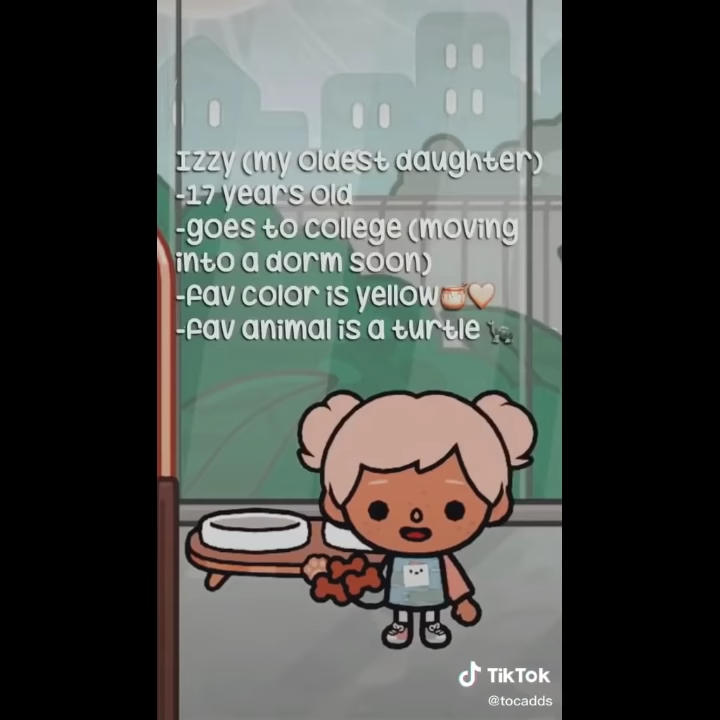 Izzy (my oldest daughter)
-17 years old
-goes to college (moving
into a dorm soon)
-fav color is yellow🍯🧡
-fav animal is a turtle 🐢
TikTok
@tocadds